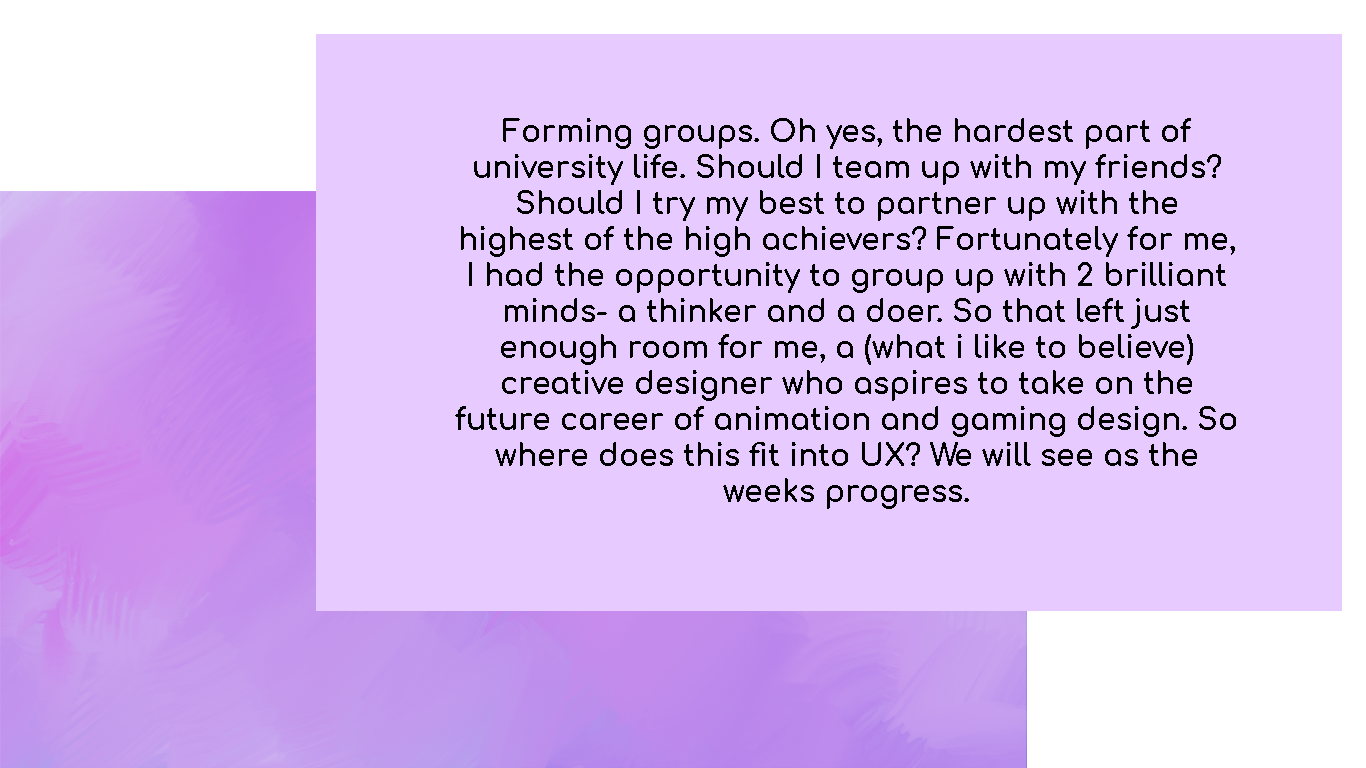 Forming groups. Oh yes, the hardest part of
university life. Should I team up with my friends?
Should I try my best to partner up with the
highest of the high achievers? Fortunately for me,
I had the opportunity to group up with 2 brilliant
minds- a thinker and a doer. So that left just
enough room for me, a (what i like to believe)
creative designer who aspires to take on the
future career of animation and gaming design. So
where does this fit into UX? We will see as the
weeks progress.